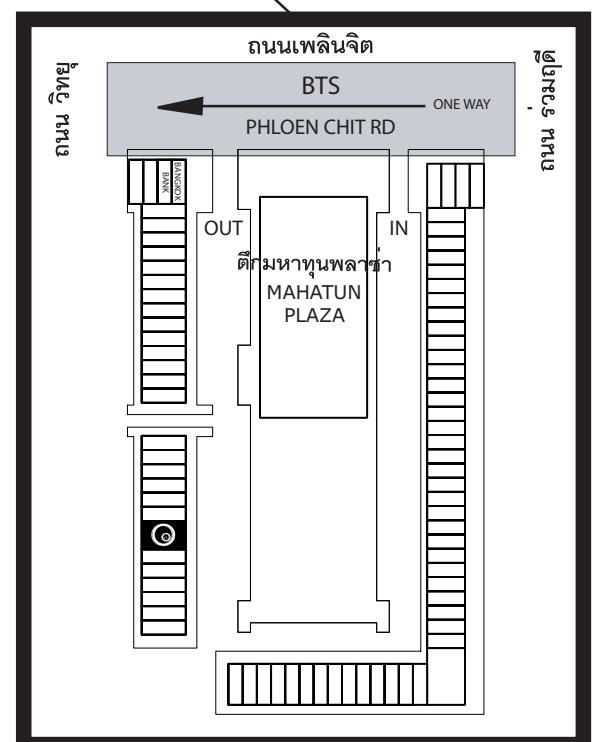 ถนนเพลินจิต
ถนน วิทยุ
BTS
ONE WAY
PHLOEN CHIT RD
ถนน ร่วมฤดี
BANGKOK
BANK
OUT
IN
ตึกมหาทุนพลาซ่า
MAHATUN
PLAZA